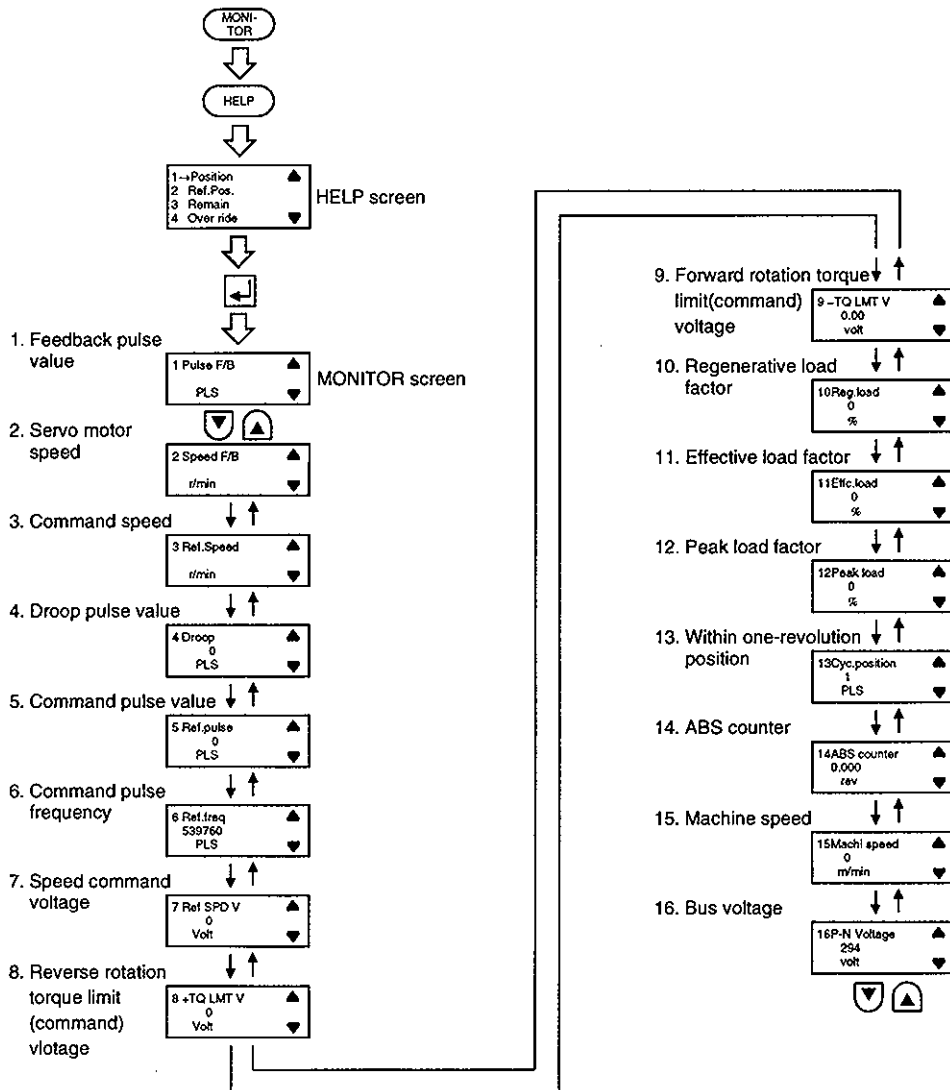 MONI-
TOR
HELP
1→Position
2 Ref.Pos.
3 Remain
4 Over ride
HELP screen
1. Feedback pulse
value
1 Pulse F/B
PLS
MONITOR screen
2. Servo motor
speed
2 Speed F/B
r/min
3. Command speed
3 Ref.Speed
r/min
4. Droop pulse value
4 Droop
0
PLS
5. Command pulse value
5 Ref.pulse
0
PLS
6. Command pulse
frequency
6 Ref.freq
539760
PLS
7. Speed command
voltage
7 Ref SPD V
0
Volt
8. Reverse rotation
torque limit
(command)
vlotage
8 +TQ LMT V
0
Volt
9. Forward rotation torque
limit(command)
voltage
9 –TQ LMT V
0.00
volt
10. Regenerative load
factor
10Reg.load
0
%
11. Effective load factor
11Effc.load
0
%
12. Peak load factor
12Peak load
0
%
13. Within one-revolution
position
13Cyc.position
1
PLS
14. ABS counter
14ABS counter
0.000
rev
15. Machine speed
15Machi speed
0
m/min
16. Bus voltage
16P-N Voltage
294
volt